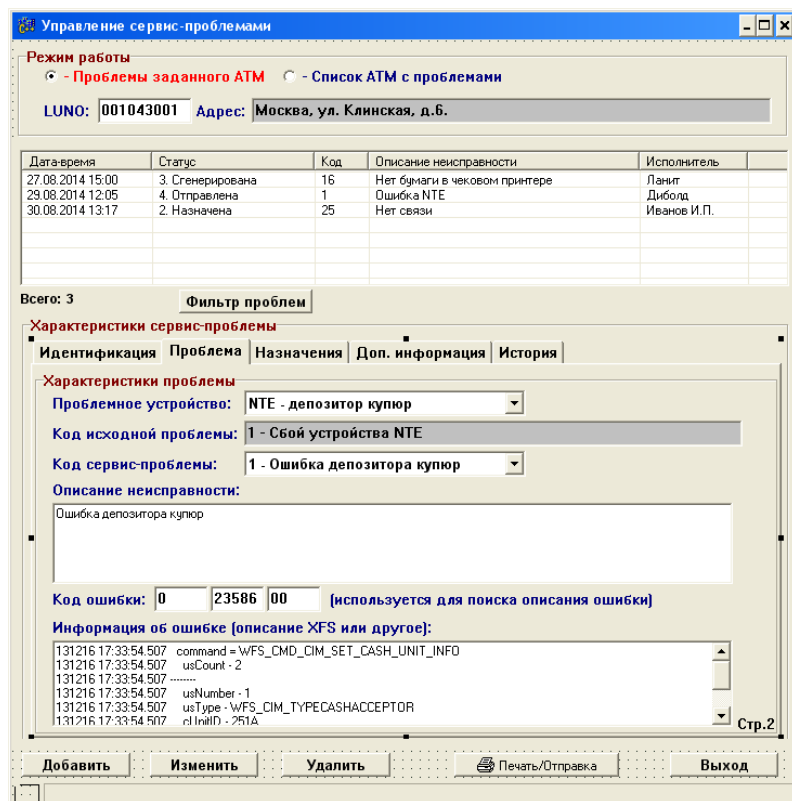 Управление сервис-проблемами
Режим работы
- Проблемы заданного АТМ - Список АТМ с проблемами
LUNO: 001043001 Адрес: Москва, ул. Клинская, д.6.
Дата-время Статус Код Описание неисправности Исполнитель
27.08.2014 15:00 3. Сгенерирована 16 Нет бумаги в чековом принтере Ланит
29.08.2014 12:05 4. Отправлена 1 Ошибка NTE Диболд
30.08.2014 13:17 2. Назначена 25 Нет связи Иванов И.П.
Всего: 3 Фильтр проблем
Характеристики сервис-проблемы
Идентификация Проблема Назначения Доп. информация История
Характеристики проблемы
Проблемное устройство: NTE - депозитор купюр
Код исходной проблемы: 1 - Сбой устройства NTE
Код сервис-проблемы: 1 - Ошибка депозитора купюр
Описание неисправности:
Ошибка депозитора купюр
Код ошибки: 0 23586 00 (используется для поиска описания ошибки)
Информация об ошибке (описание XFS или другое):
131216 17:33:54.507 command = WFS_CMD_CIM_SET_CASH_UNIT_INFO
131216 17:33:54.507 usCount - 2
131216 17:33:54.507 --------
131216 17:33:54.507 usNumber - 1
131216 17:33:54.507 usType - WFS_CIM_TYPECASHACCEPTOR
131216 17:33:54.507 cUnitID - 251A
Стр.2
Добавить Изменить Удалить Печать/Отправка Выход